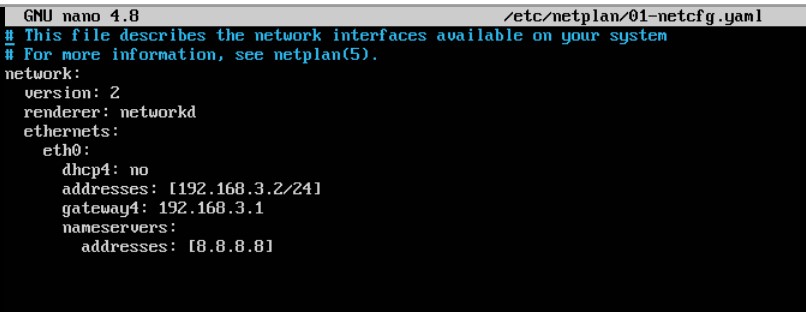 GNU nano 4.8 /etc/netplan/01-netcfg.yaml
# This file describes the network interfaces available on your system
# For more information, see netplan(5).
network:
  version: 2
  renderer: networkd
  ethernets:
    eth0:
      dhcp4: no
      addresses: [192.168.3.2/24]
      gateway4: 192.168.3.1
      nameservers:
        addresses: [8.8.8.8]